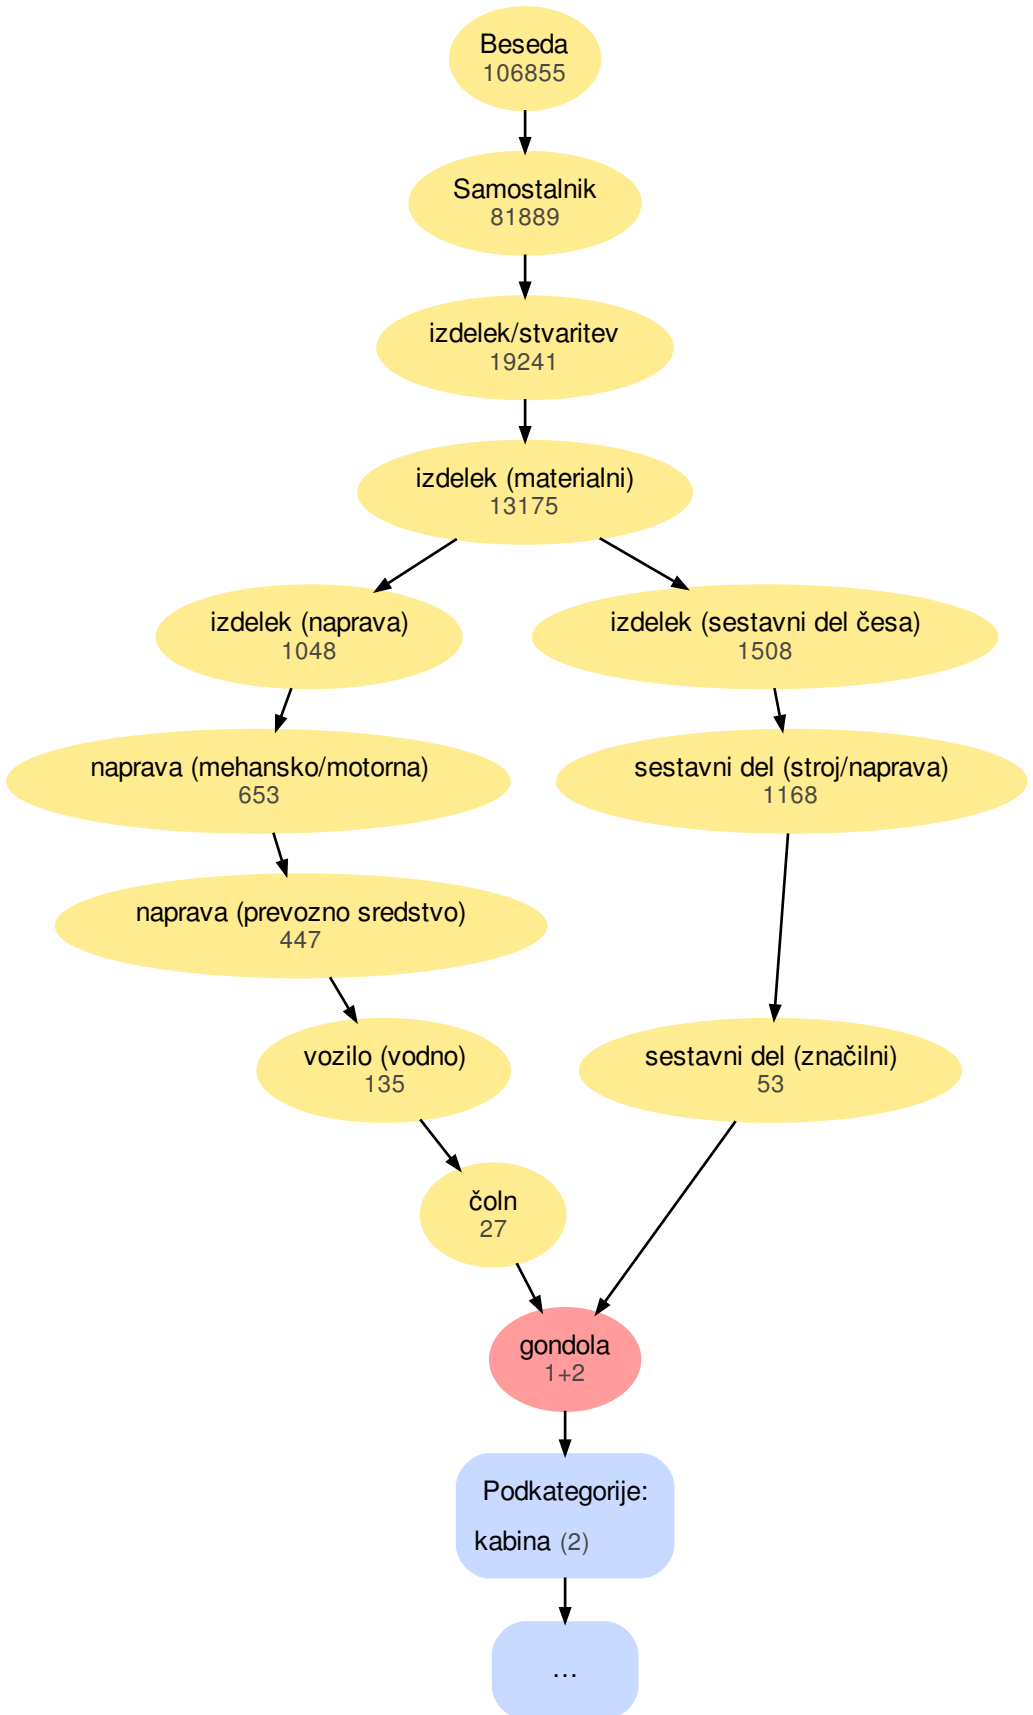 Beseda
106855
Samostalnik
81889
izdelek/stvaritev
19241
izdelek (materialni)
13175
izdelek (naprava)
1048
izdelek (sestavni del česa)
1508
naprava (mehansko/motorna)
653
sestavni del (stroj/naprava)
1168
naprava (prevozno sredstvo)
447
vozilo (vodno)
135
sestavni del (značilni)
53
čoln
27
gondola
1+2
Podkategorije:
kabina (2)
...